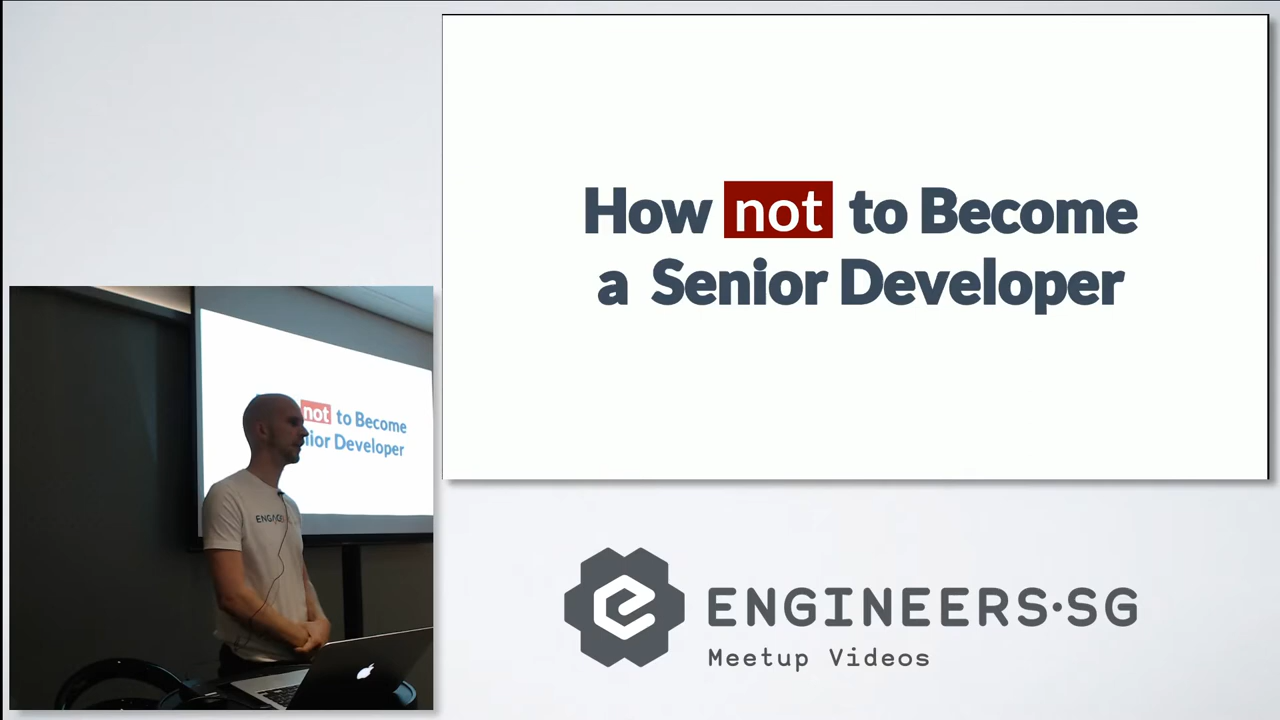 How not to Become
a Senior Developer
not to Become
ior Developer
ENGINEERS·SG
Meetup Videos